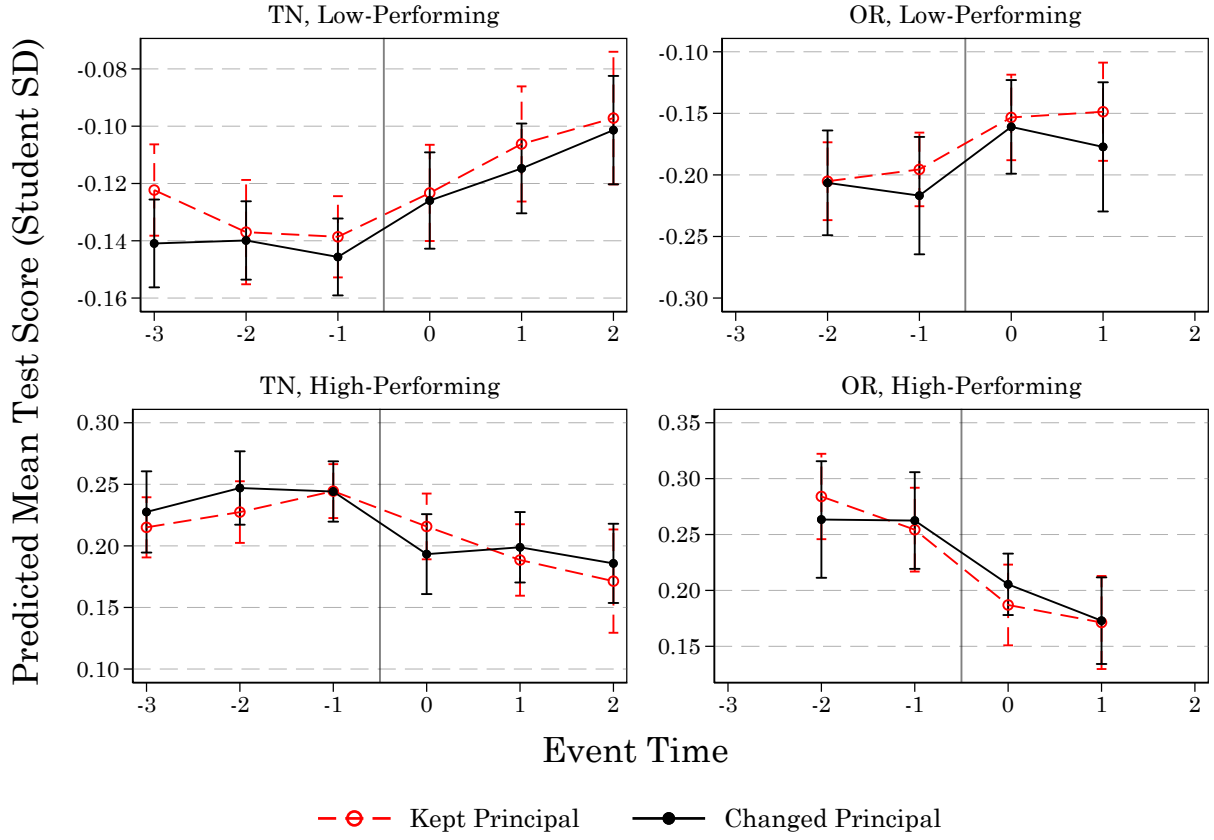 TN, Low-Performing
-0.08
-0.10
-0.12
-0.14
-0.16
-3 -2 -1 0 1 2
OR, Low-Performing
-0.10
-0.15
-0.20
-0.25
-0.30
-3 -2 -1 0 1 2
TN, High-Performing
0.30
0.25
0.20
0.15
0.10
-3 -2 -1 0 1 2
OR, High-Performing
0.35
0.30
0.25
0.20
0.15
-3 -2 -1 0 1 2
Predicted Mean Test Score (Student SD)
Event Time
Kept Principal Changed Principal